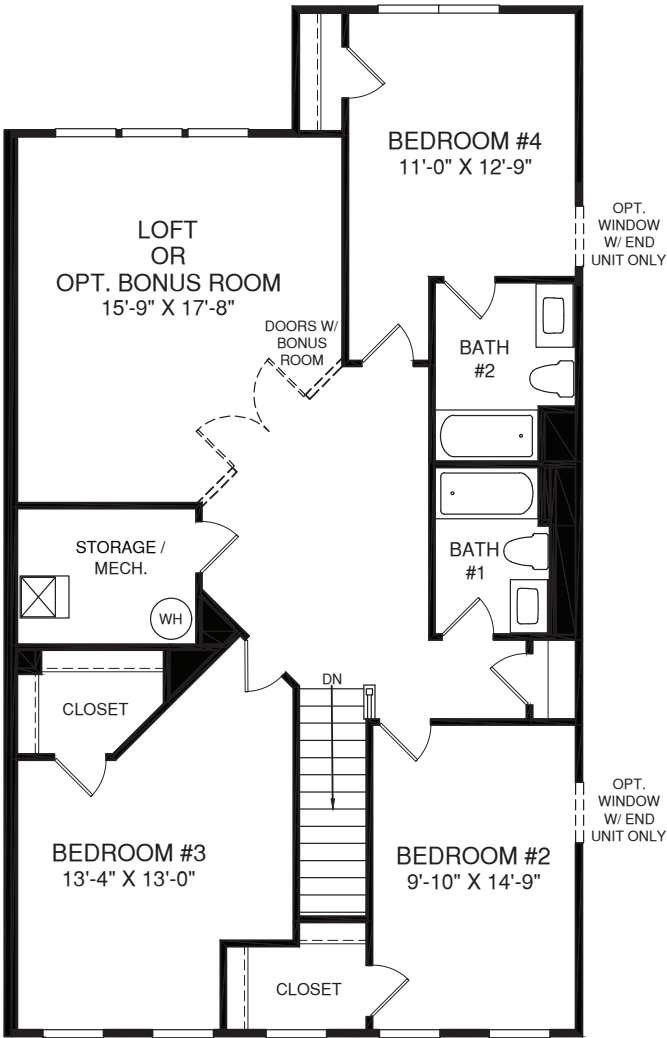 BEDROOM #4
11'-0" X 12'-9"
OPT.
WINDOW
W/ END
UNIT ONLY
LOFT
OR
OPT. BONUS ROOM
15'-9" X 17'-8"
DOORS W/
BONUS
ROOM
BATH
#2
STORAGE /
MECH.
WH
BATH
#1
DN
CLOSET
OPT.
WINDOW
W/ END
UNIT ONLY
BEDROOM #3
13'-4" X 13'-0"
BEDROOM #2
9'-10" X 14'-9"
CLOSET